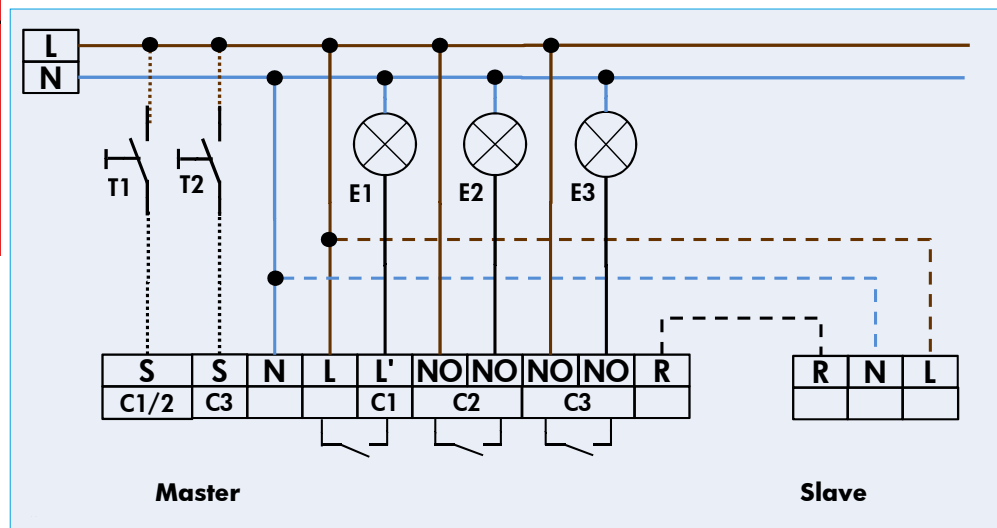 L
N
T1 T2 E1 E2 E3
S S N L L' NO NO NO NO R R N L
C1/2 C3 C1 C2 C3
Master Slave